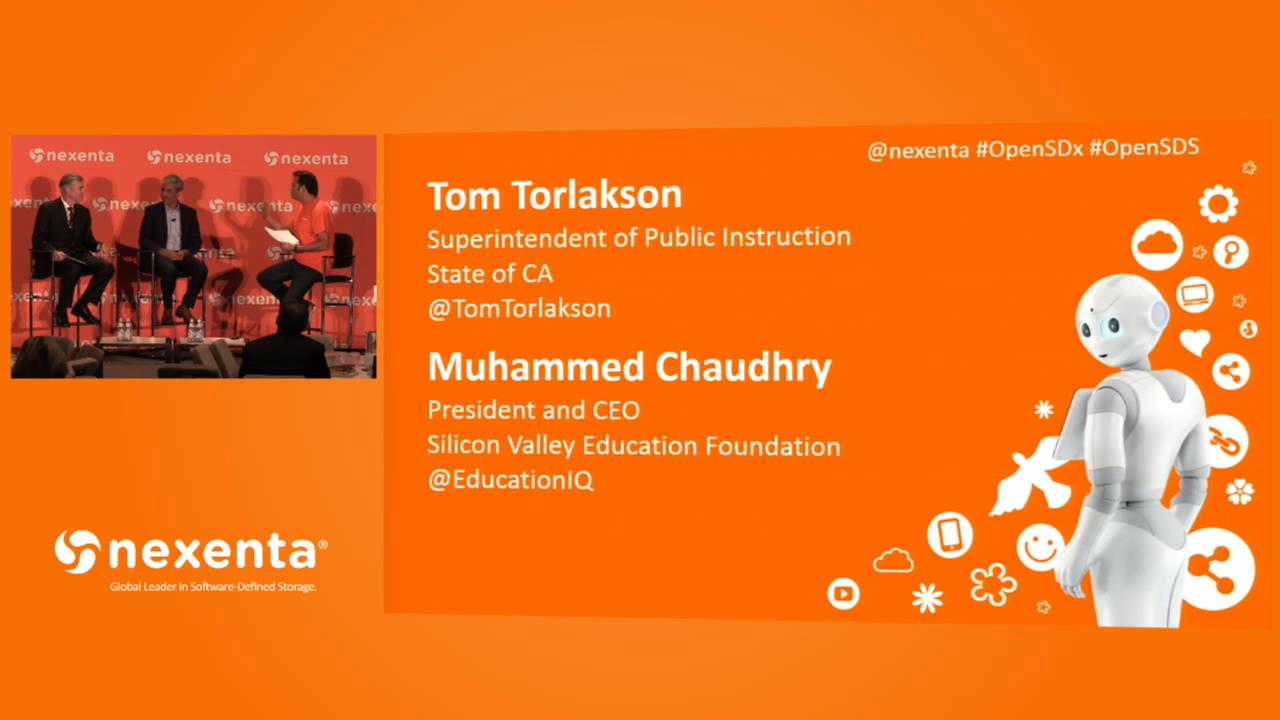 nexenta nexenta nexenta
@nexenta #OpenSDx #OpenSDS
Tom Torlakson
Superintendent of Public Instruction
State of CA
@TomTorlakson
Muhammed Chaudhry
President and CEO
Silicon Valley Education Foundation
@EducationIQ
nexenta®
Global Leader in Software-Defined Storage.